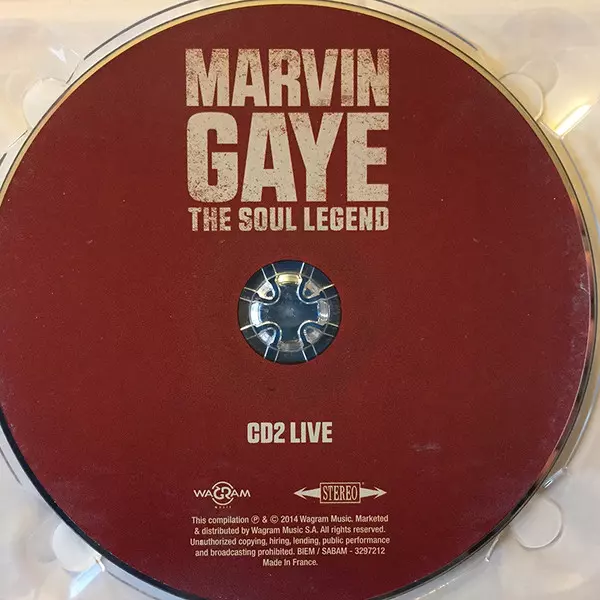 MARVIN
GAYE
THE SOUL LEGEND
CD2 LIVE
WAGRAM
MUSIC
STEREO
This compilation ℗ & © 2014 Wagram Music. Marketed
& distributed by Wagram Music S.A. All rights reserved.
Unauthorized copying, hiring, lending, public performance
and broadcasting prohibited. BIEM / SABAM - 3297212
Made In France.